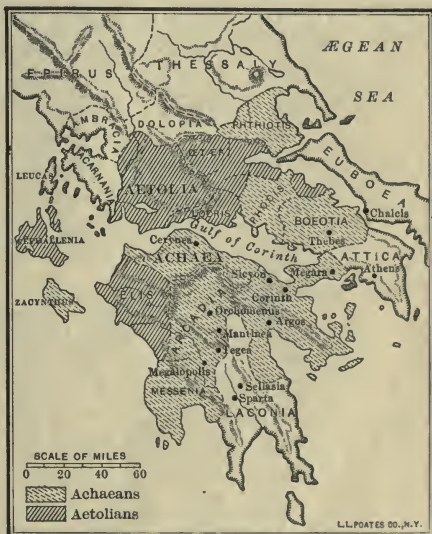 ÆGEAN
SEA
EPIRUS
THESSALY
AMBRACIA
DOLOPIA
PHTHIOTIS
ACARNANIA
LEUCAS
AETOLIA
EUBOEA
PHOCIS
LOCRIS
BOEOTIA
Chalcis
Thebes
CEPHALLENIA
Gulf of Corinth
Cerynea
ACHAEA
ATTICA
Megara
Athens
Sicyon
Corinth
ZACYNTHUS
ELIS
ARCADIA
Orchomenus
Argos
Mantinea
Tegea
Megalopolis
MESSENIA
Sellasia
Sparta
LACONIA
SCALE OF MILES
0 20 40 60
Achaeans
Aetolians
L.L.POATES CO., N.Y.